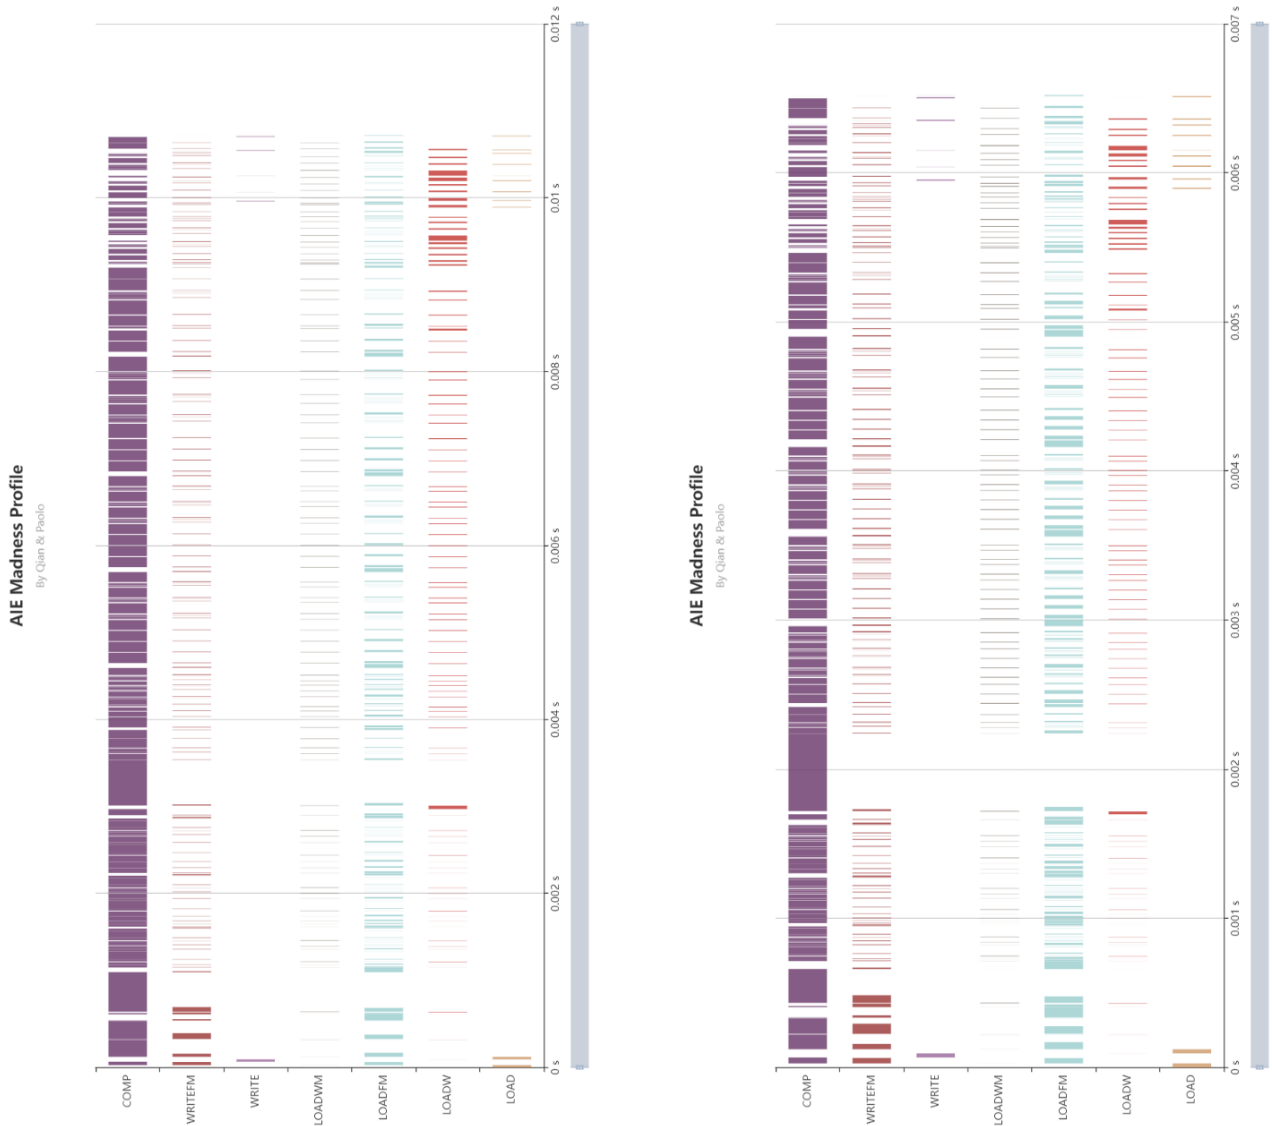 AIE Madness Profile
By Qian & Paolo
0.012 s
0.01 s
0.008 s
0.006 s
0.004 s
0.002 s
0 s
COMP
WRITEFM
WRITE
LOADWM
LOADFM
LOADW
LOAD
AIE Madness Profile
By Qian & Paolo
0.007 s
0.006 s
0.005 s
0.004 s
0.003 s
0.002 s
0.001 s
0 s
COMP
WRITEFM
WRITE
LOADWM
LOADFM
LOADW
LOAD